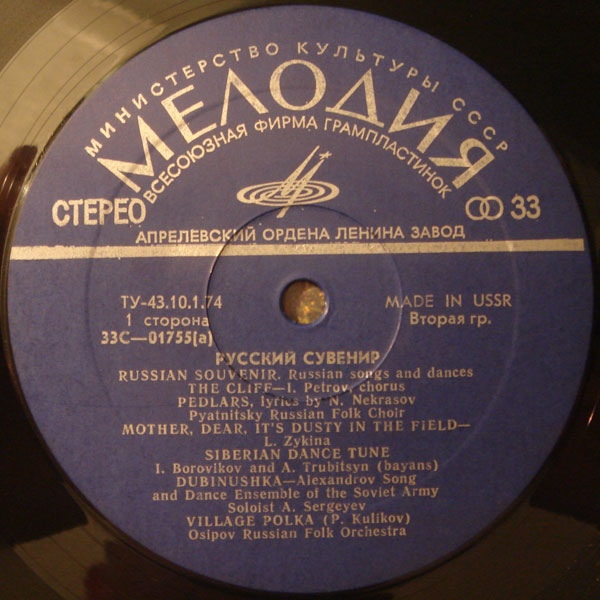 МИНИСТЕРСТВО КУЛЬТУРЫ СССР
МЕЛОДИЯ
ВСЕСОЮЗНАЯ ФИРМА ГРАМПЛАСТИНОК
СТЕРЕО
33
АПРЕЛЕВСКИЙ ОРДЕНА ЛЕНИНА ЗАВОД
ТУ-43.10.1.74
MADE IN USSR
1 сторона
Вторая гр.
33С—01755(а)
РУССКИЙ СУВЕНИР
RUSSIAN SOUVENIR. Russian songs and dances
THE CLIFF—I. Petrov, chorus
PEDLARS, lyrics by N. Nekrasov
Pyatnitsky Russian Folk Choir
MOTHER, DEAR, IT'S DUSTY IN THE FIELD—
L. Zykina
SIBERIAN DANCE TUNE
I. Borovikov and A. Trubitsyn (bayans)
DUBINUSHKA—Alexandrov Song
and Dance Ensemble of the Soviet Army
Soloist A. Sergeyev
VILLAGE POLKA (P. Kulikov)
Osipov Russian Folk Orchestra